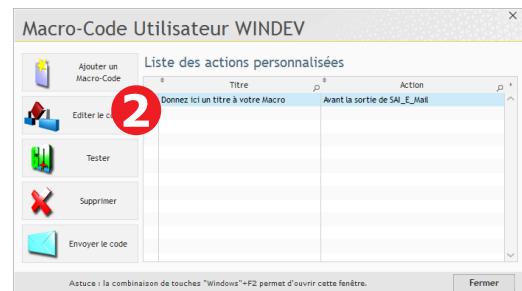 Macro-Code Utilisateur WINDEV
Ajouter un
Macro-Code
Editer le
Tester
Supprimer
Envoyer le code
Liste des actions personnalisées
Titre
Action
Donnez ici un titre à votre Macro
Avant la sortie de SAI_E_Mail
2
Astuce : la combinaison de touches "Windows"+F2 permet d'ouvrir cette fenêtre.
Fermer